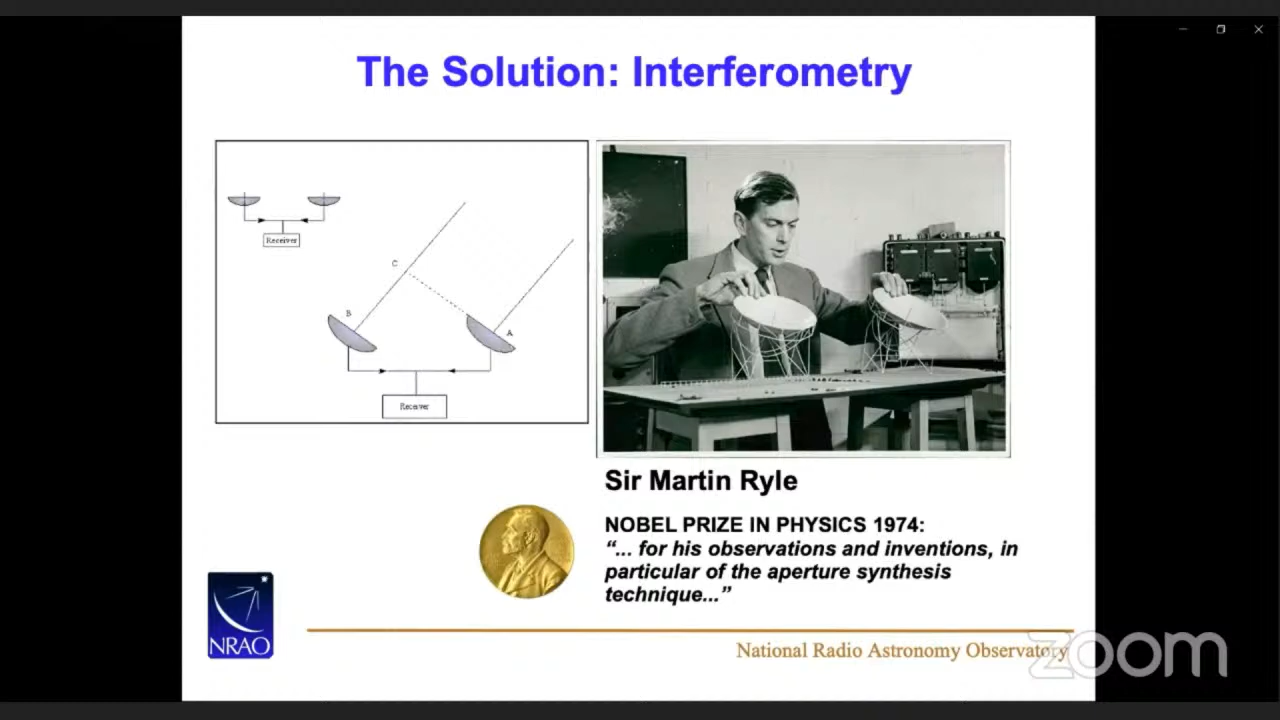 The Solution: Interferometry
Receiver
C
B
A
Receiver
Sir Martin Ryle
NOBEL PRIZE IN PHYSICS 1974:
“... for his observations and inventions, in
particular of the aperture synthesis
technique...”
NRAO
National Radio Astronomy Observatory
zoom